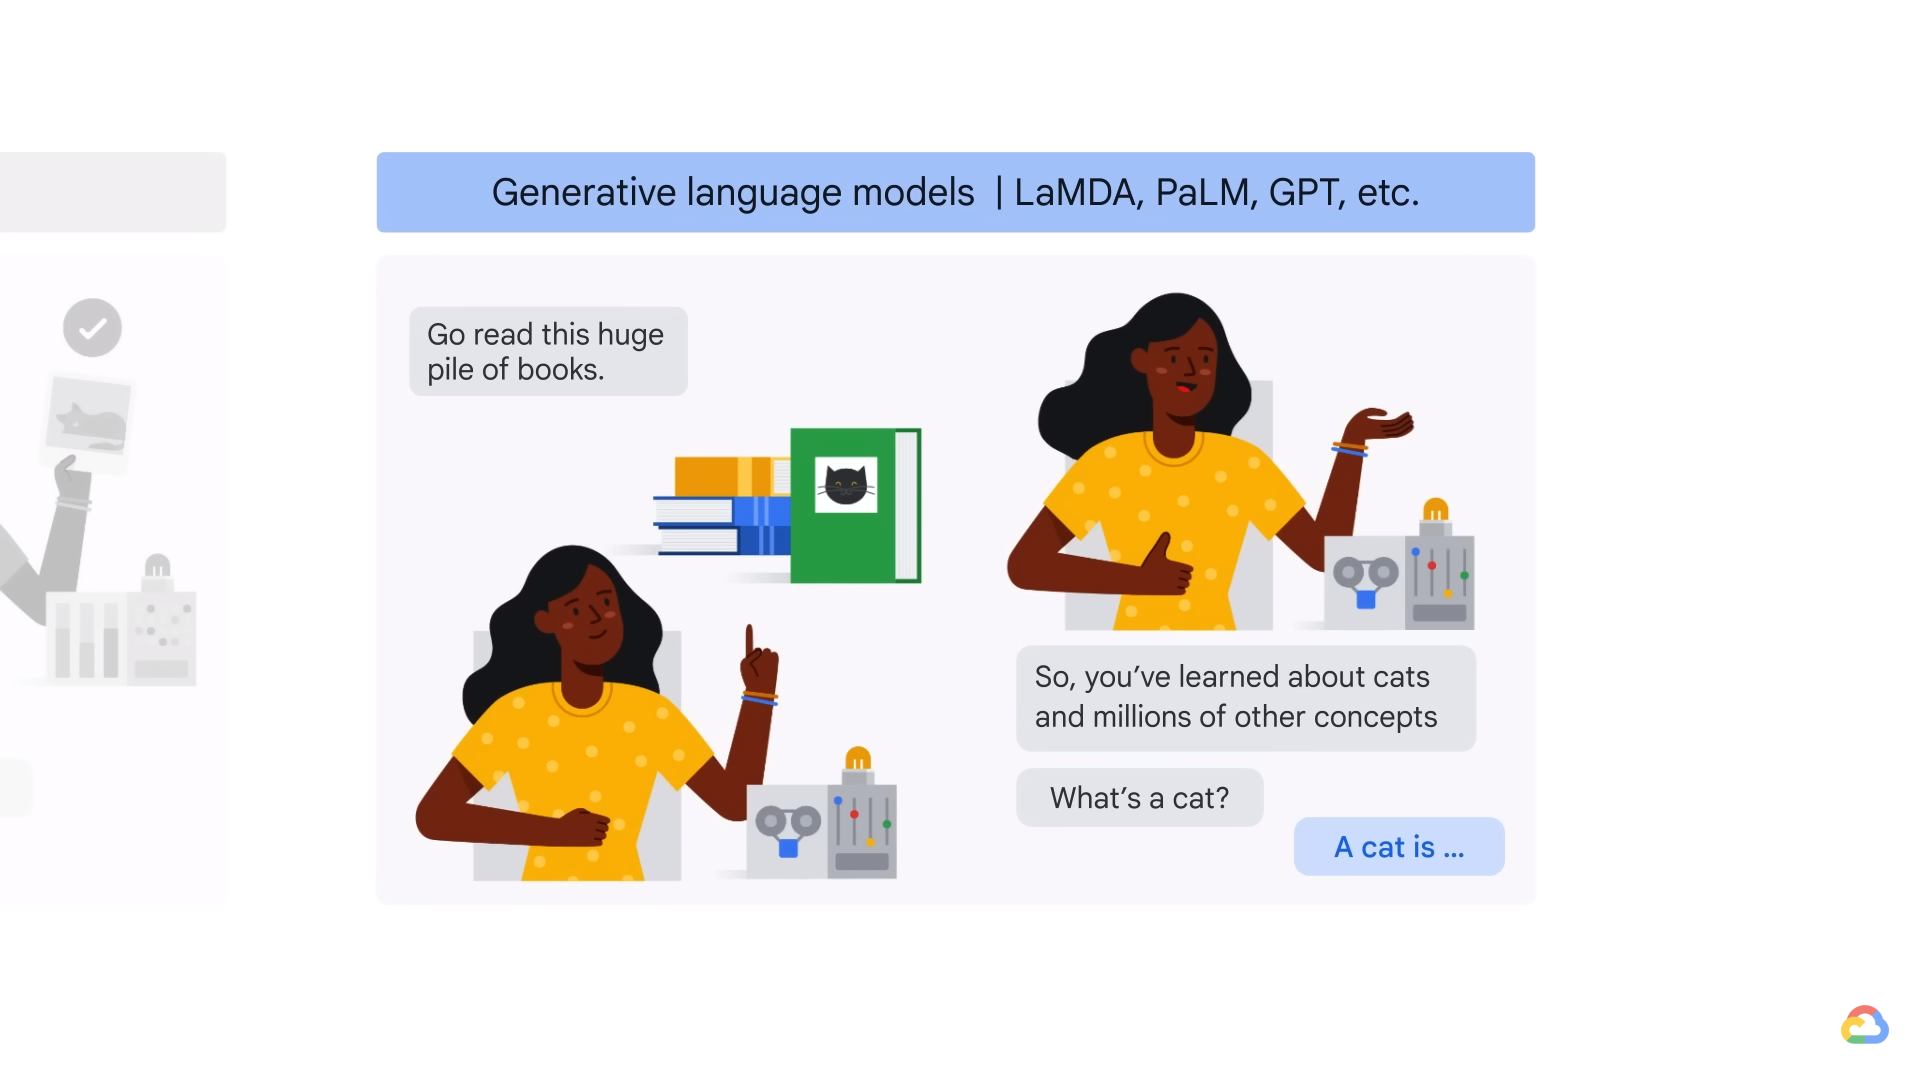 Generative language models | LaMDA, PaLM, GPT, etc.
Go read this huge
pile of books.
So, you’ve learned about cats
and millions of other concepts
What’s a cat?
A cat is ...